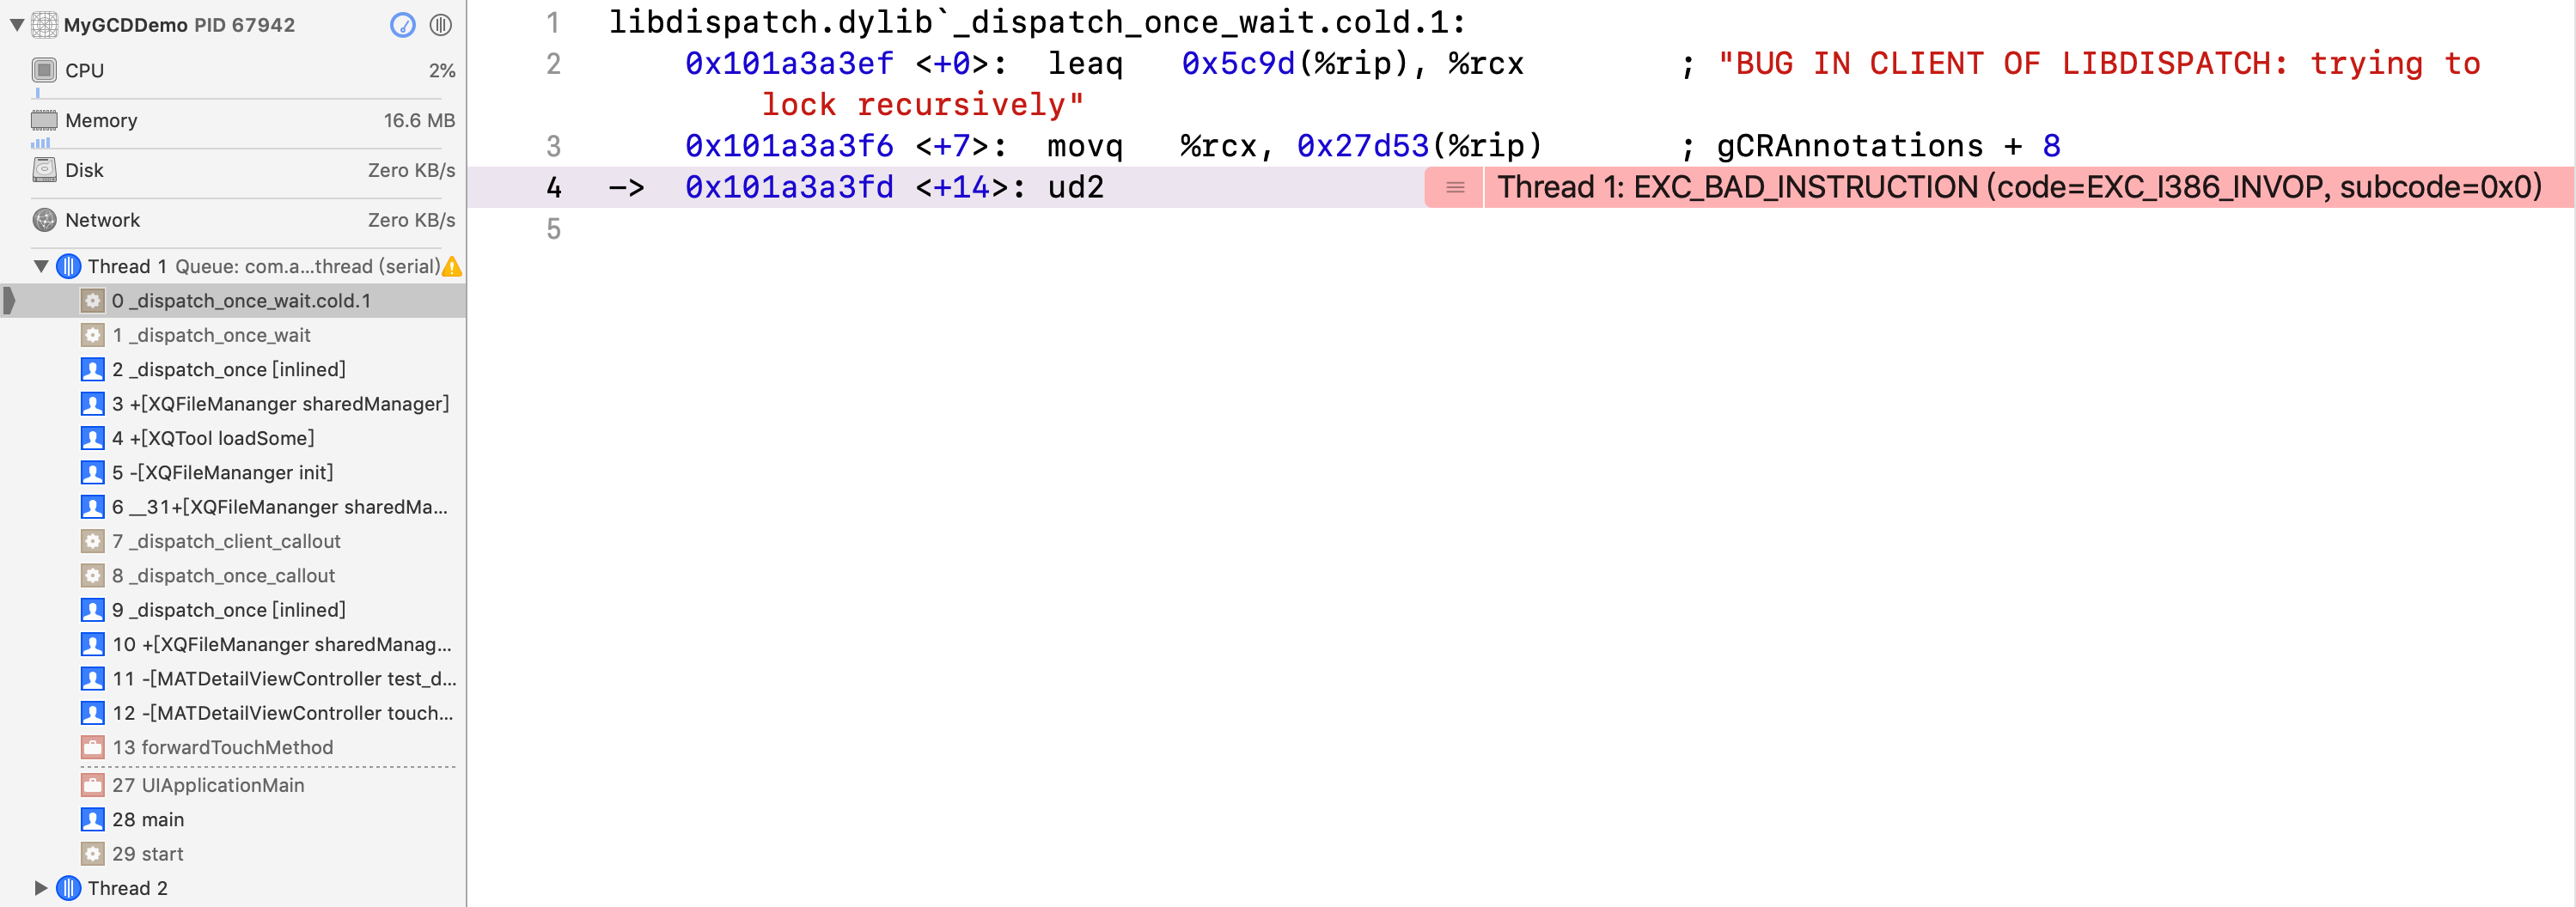 MyGCDDemo PID 67942
CPU 2%
Memory 16.6 MB
Disk Zero KB/s
Network Zero KB/s
Thread 1 Queue: com.a...thread (serial)
0 _dispatch_once_wait.cold.1
1 _dispatch_once_wait
2 _dispatch_once [inlined]
3 +[XQFileMananger sharedManager]
4 +[XQTool loadSome]
5 -[XQFileMananger init]
6 __31+[XQFileMananger sharedMa...
7 _dispatch_client_callout
8 _dispatch_once_callout
9 _dispatch_once [inlined]
10 +[XQFileMananger sharedManag...
11 -[MATDetailViewController test_d...
12 -[MATDetailViewController touch...
13 forwardTouchMethod
27 UIApplicationMain
28 main
29 start
Thread 2
1 libdispatch.dylib`_dispatch_once_wait.cold.1:
2 0x101a3a3ef <+0>: leaq 0x5c9d(%rip), %rcx ; "BUG IN CLIENT OF LIBDISPATCH: trying to
lock recursively"
3 0x101a3a3f6 <+7>: movq %rcx, 0x27d53(%rip) ; gCRAnnotations + 8
4 -> 0x101a3a3fd <+14>: ud2 Thread 1: EXC_BAD_INSTRUCTION (code=EXC_I386_INVOP, subcode=0x0)
5